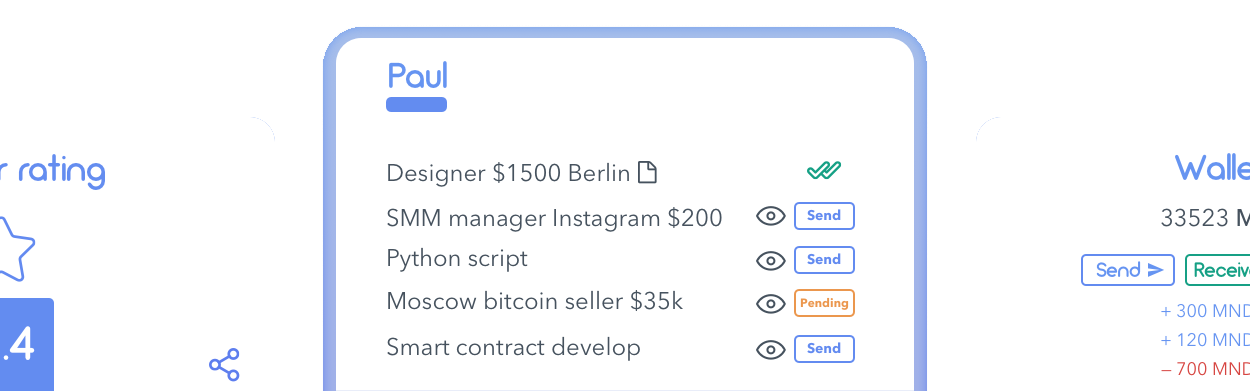 r rating
.4
Paul
Designer $1500 Berlin
SMM manager Instagram $200 Send
Python script Send
Moscow bitcoin seller $35k Pending
Smart contract develop Send
Walle
33523 M
Send Receive
+ 300 MND
+ 120 MND
– 700 MND